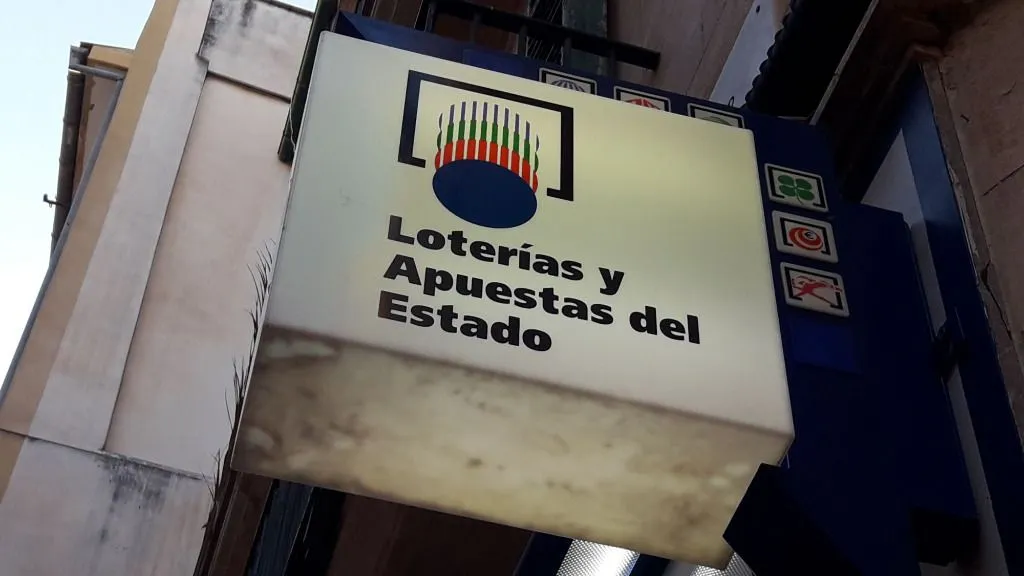 Loterías y
Apuestas del
Estado